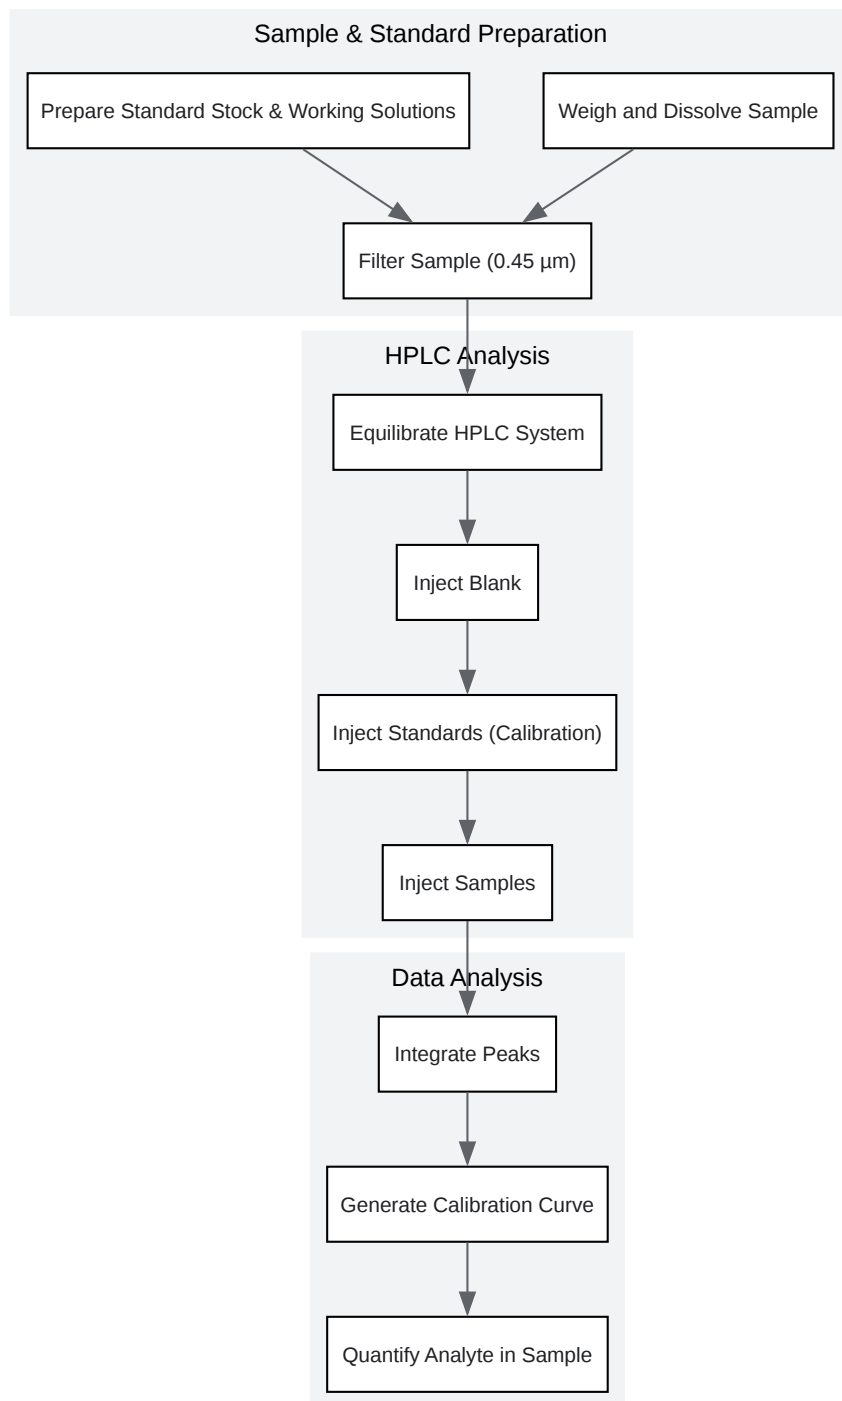 Sample & Standard Preparation
Prepare Standard Stock & Working Solutions
Weigh and Dissolve Sample
Filter Sample (0.45 µm)
HPLC Analysis
Equilibrate HPLC System
Inject Blank
Inject Standards (Calibration)
Inject Samples
Data Analysis
Integrate Peaks
Generate Calibration Curve
Quantify Analyte in Sample